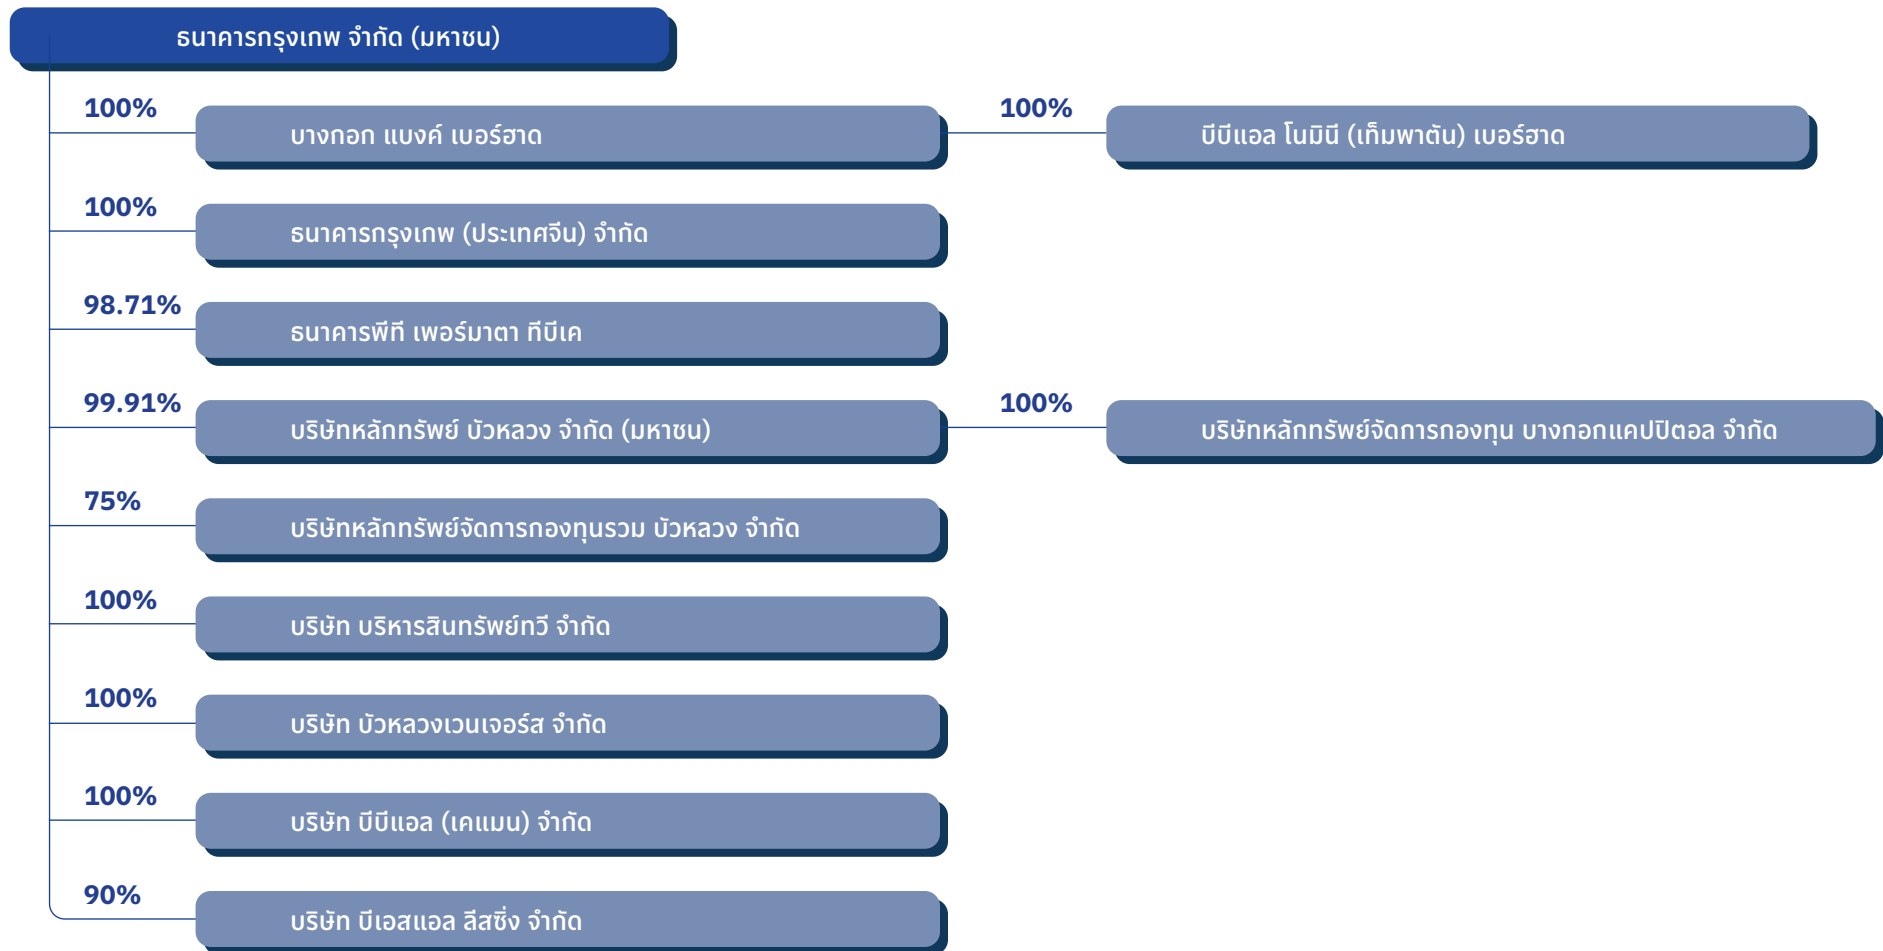 ธนาคารกรุงเทพ จำกัด (มหาชน)
100%
บางกอก แบงค์ เบอร์ฮาด
100%
บีบีแอล โนมินี (เท็มพาตัน) เบอร์ฮาด
100%
ธนาคารกรุงเทพ (ประเทศจีน) จำกัด
98.71%
ธนาคารพีที เพอร์มาตา ทีบีเค
99.91%
บริษัทหลักทรัพย์ บัวหลวง จำกัด (มหาชน)
100%
บริษัทหลักทรัพย์จัดการกองทุน บางกอกแคปปิตอล จำกัด
75%
บริษัทหลักทรัพย์จัดการกองทุนรวม บัวหลวง จำกัด
100%
บริษัท บริหารสินทรัพย์ทวี จำกัด
100%
บริษัท บัวหลวงเวนเจอร์ส จำกัด
100%
บริษัท บีบีแอล (เคแมน) จำกัด
90%
บริษัท บีเอสแอล ลีสซิ่ง จำกัด